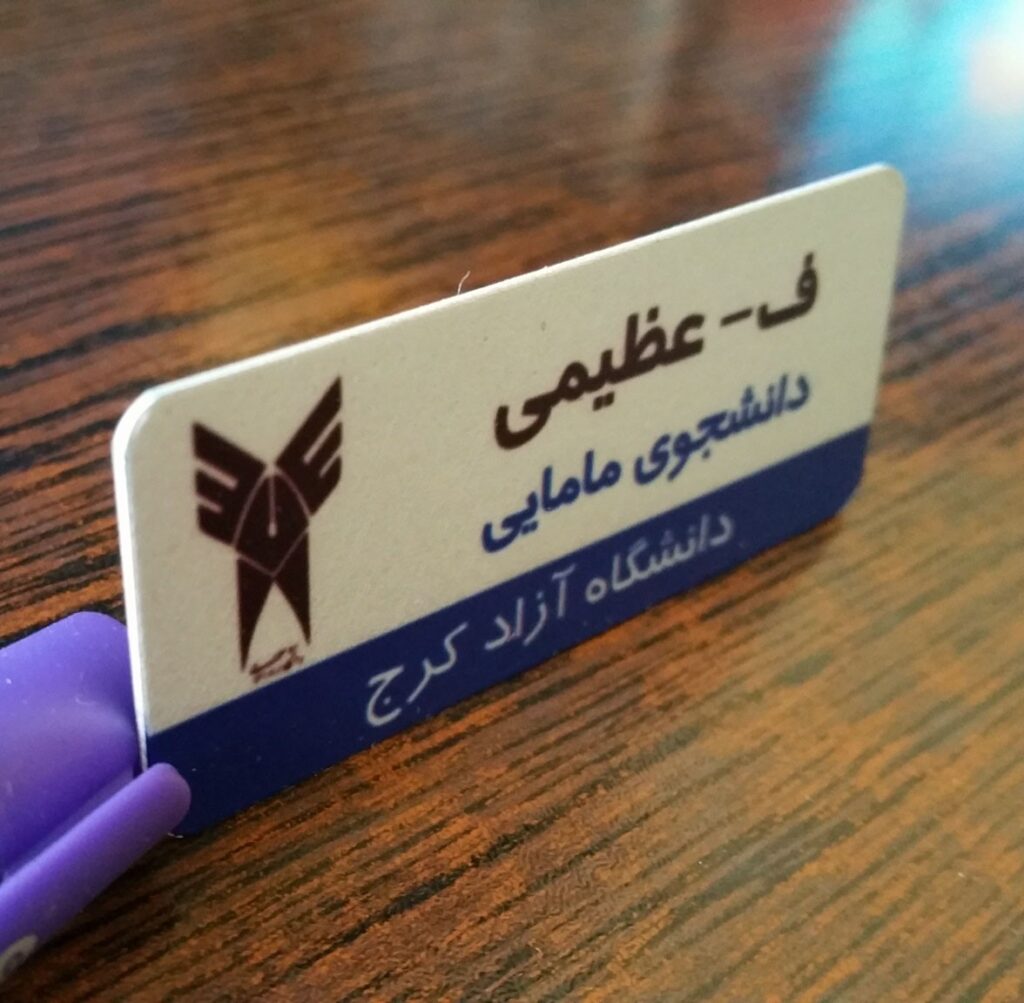 ف- عظیمی
دانشجوی مامایی
دانشگاه آزاد کرج